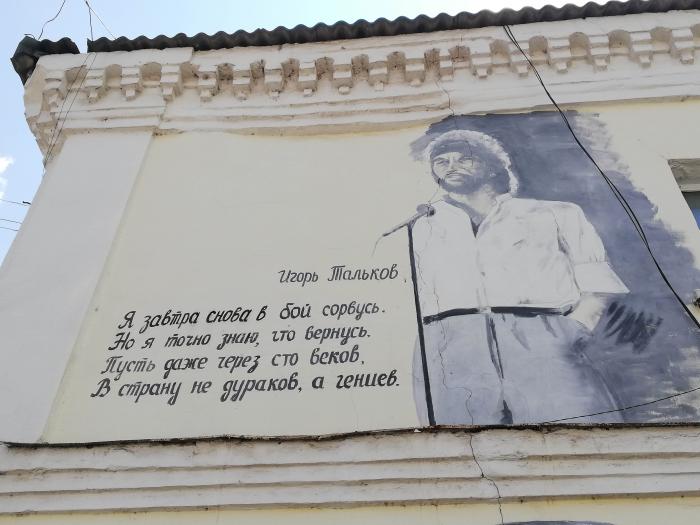 Игорь Тальков
Я завтра снова в бой сорвусь.
Но я точно знаю, что вернусь.
Пусть даже через сто веков,
В страну не дураков, а гениев.